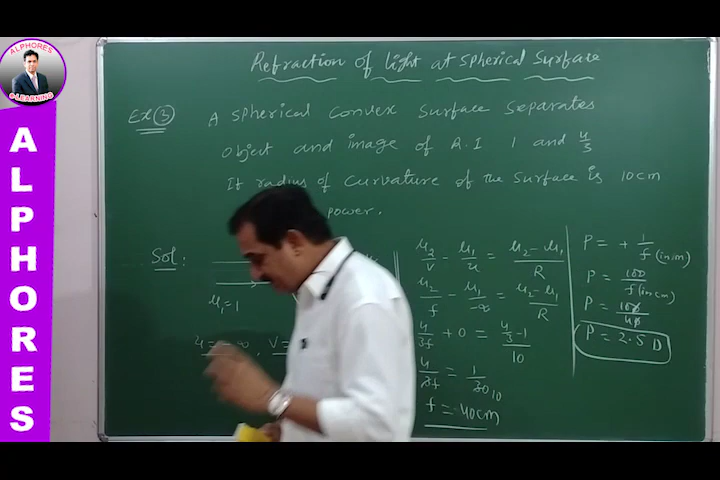 ALPHORES
e-LEARNING
ALPHORES
Refraction of light at Spherical Surface
Ex ③ A Spherical Convex Surface Separates
Object and image of R.I 1 and 4/3
If radius of Curvature of the Surface is 10cm
power.
Sol:
μ₁=1
u = -∞, V =
μ₂/v - μ₁/u = μ₂-μ₁/R
μ₂/f - μ₁/-∞ = μ₂-μ₁/R
4/3f + 0 = 4/3-1/10
4/3f = 1/30 10
f = 40cm
P = + 1/f (in m)
P = 100/f (in cm)
P = 100/40
P = 2.5 D